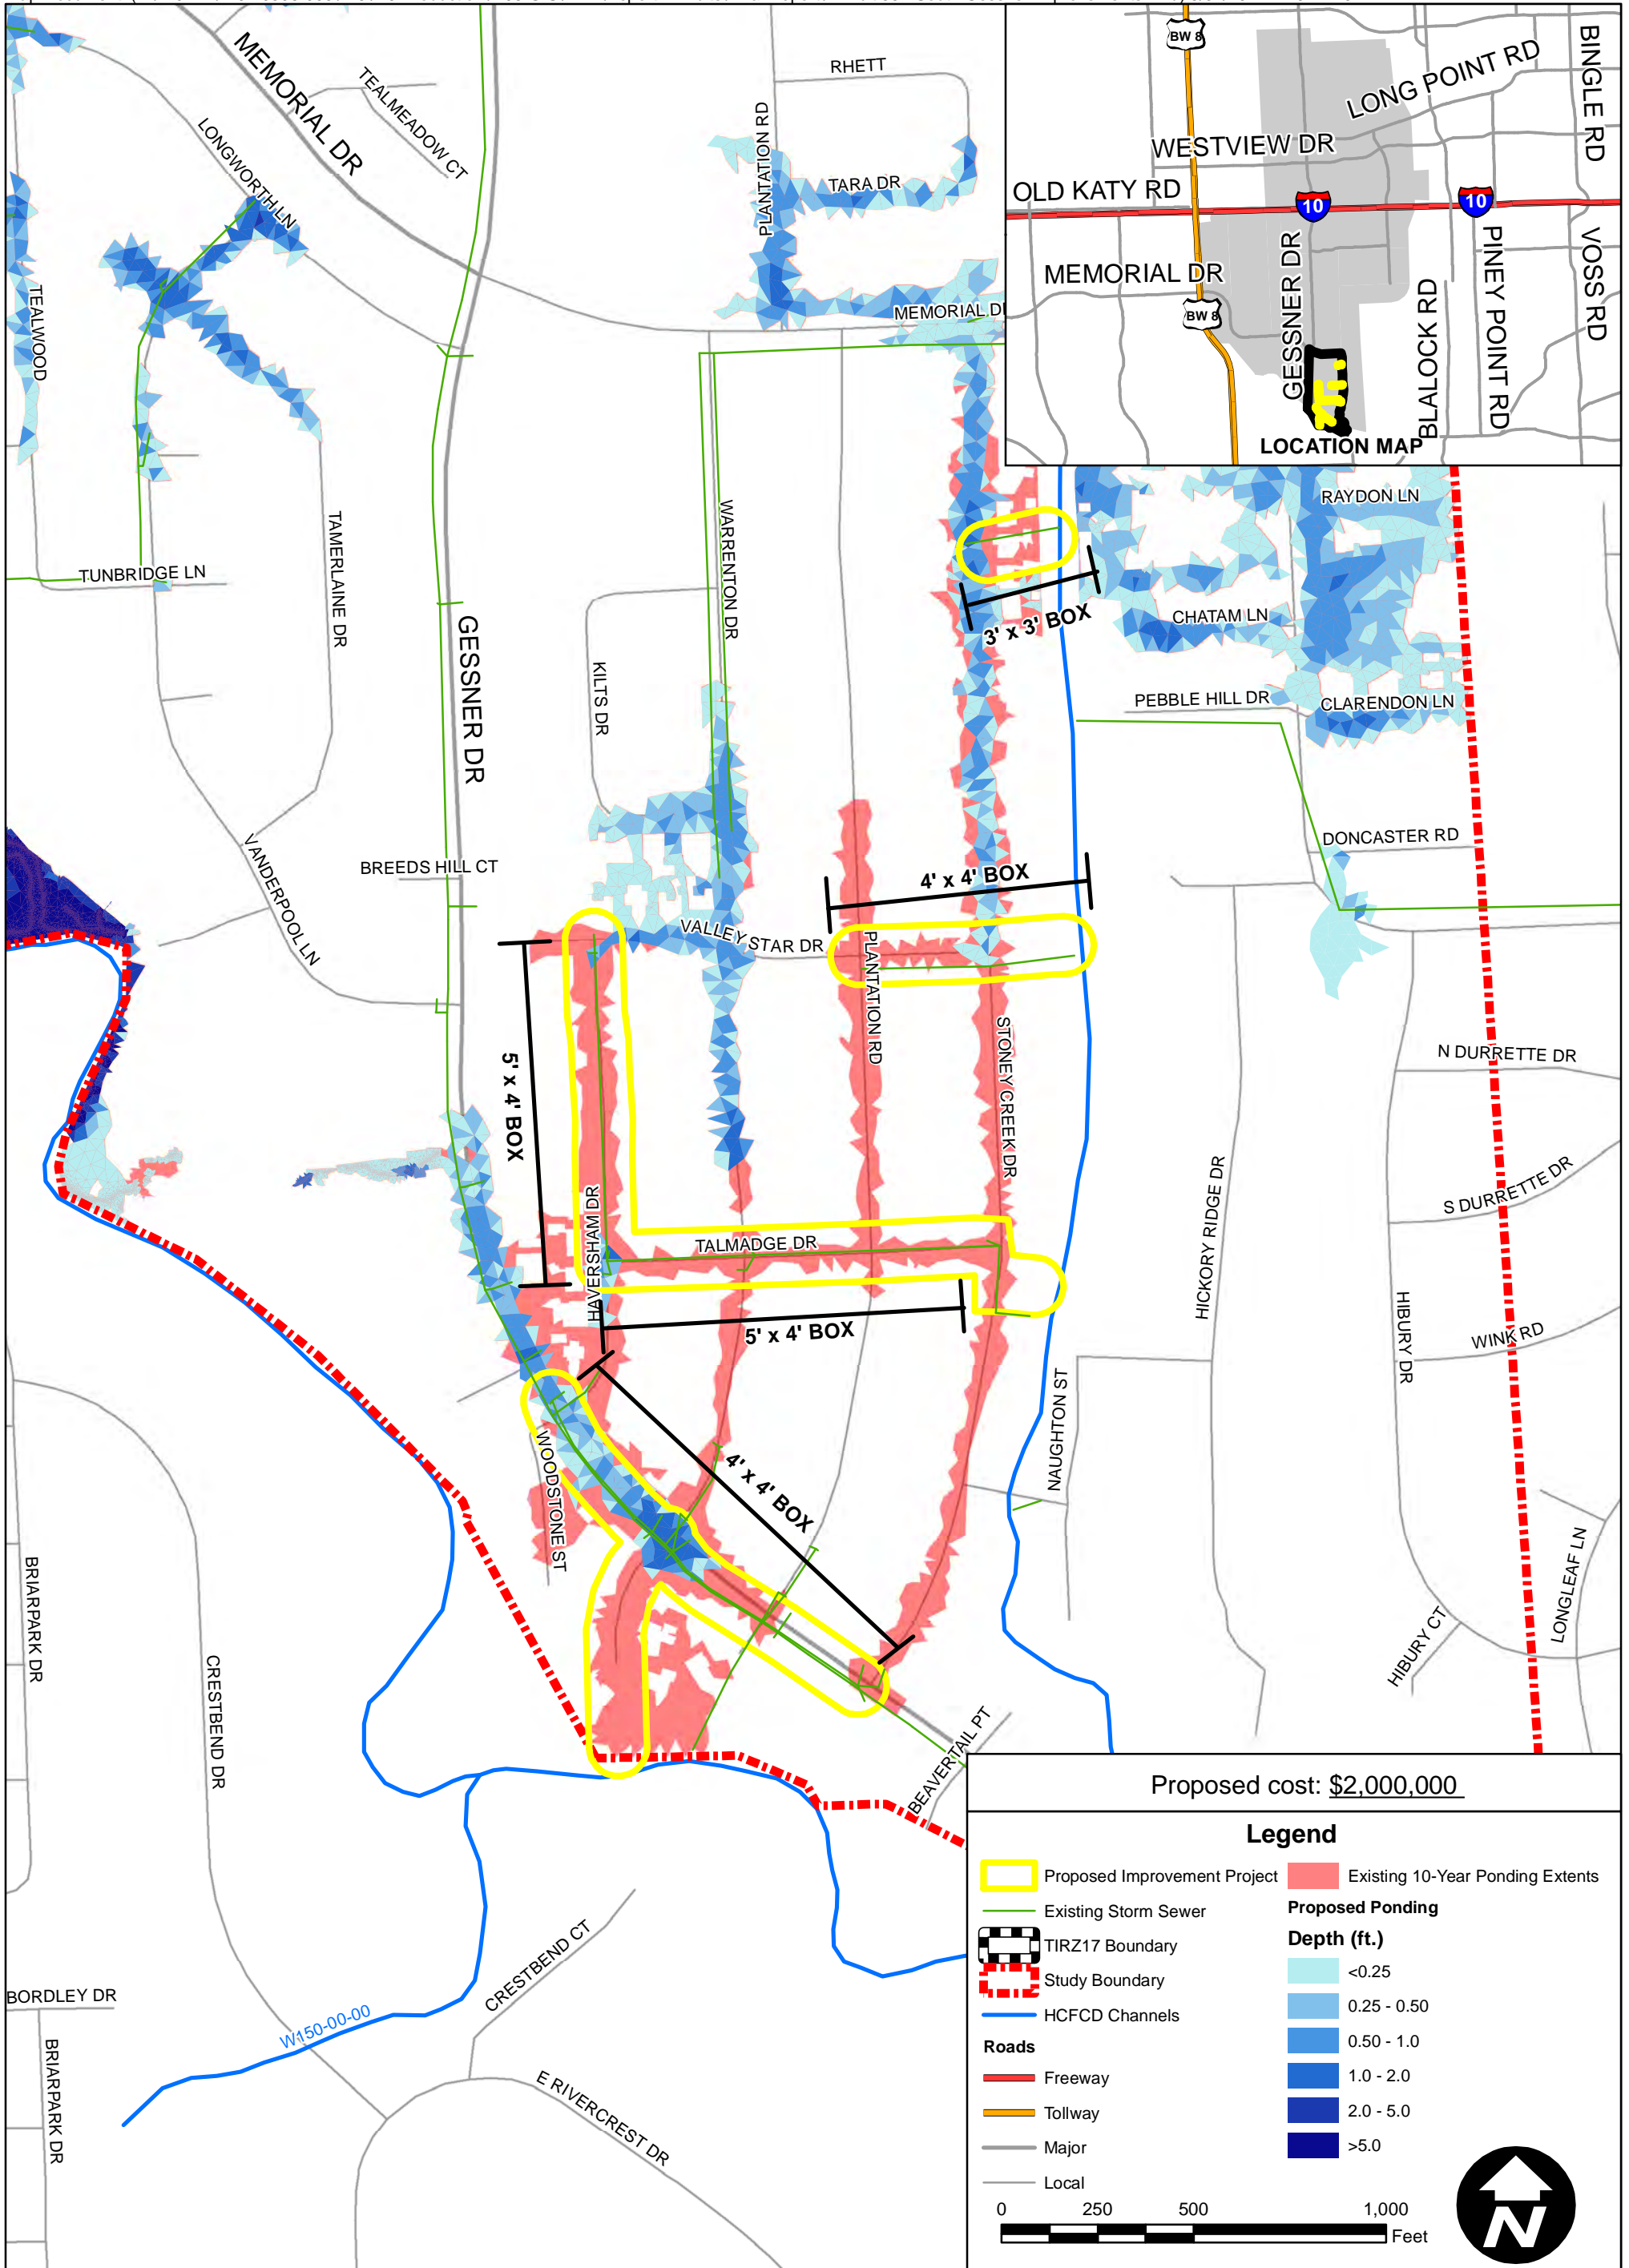 MEMORIAL DR
TEALMEADOW CT
LONGWORTH LN
RHETT
PLANTATION RD
TARA DR
MEMORIAL D
TEALWOOD
BW 8
LONG POINT RD
BINGLE RD
WESTVIEW DR
OLD KATY RD
10
10
MEMORIAL DR
BW 8
GESSNER DR
BLALOCK RD
PINEY POINT RD
VOSS RD
LOCATION MAP
TUNBRIDGE LN
TAMERLAINE DR
GESSNER DR
WARRENTON DR
KILTS DR
3' x 3' BOX
RAYDON LN
CHATAM LN
PEBBLE HILL DR
CLARENDON LN
DONCASTER RD
VANDERPOOL LN
BREEDS HILL CT
4' x 4' BOX
VALLEY STAR DR
PLANTATION RD
STONEY CREEK DR
5' x 4' BOX
HAVERSHAM DR
TALMADGE DR
5' x 4' BOX
N DURRETTE DR
S DURRETTE DR
HICKORY RIDGE DR
HIBURY DR
WINK RD
NAUGHTON ST
WOODSTONE ST
4' x 4' BOX
LONGLEAF LN
HIBURY CT
BRIARPARK DR
CRESTBEND DR
BEAVERTAIL PT
CRESTBEND CT
BORDLEY DR
W150-00-00
BRIARPARK DR
E RIVERCREST DR
Proposed cost: $2,000,000
Legend
Proposed Improvement Project
Existing Storm Sewer
TIRZ17 Boundary
Study Boundary
HCFCD Channels
Roads
Freeway
Tollway
Major
Local
Existing 10-Year Ponding Extents
Proposed Ponding
Depth (ft.)
<0.25
0.25 - 0.50
0.50 - 1.0
1.0 - 2.0
2.0 - 5.0
>5.0
0 250 500 1,000
Feet
N